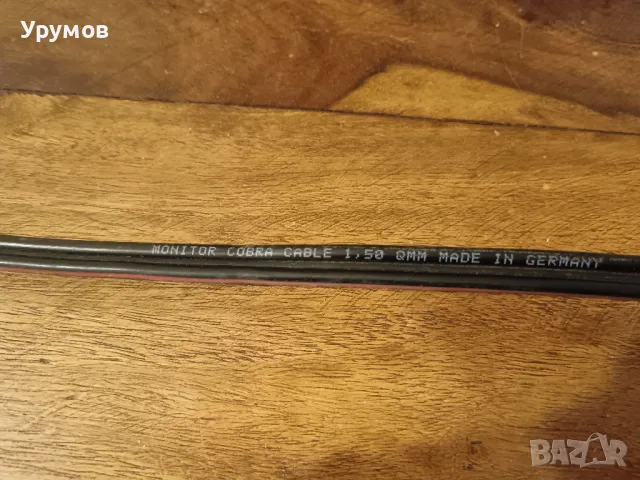 Урумов
MONITOR COBRA CABLE 1,50 QMM MADE IN GERMANY
BAZAR